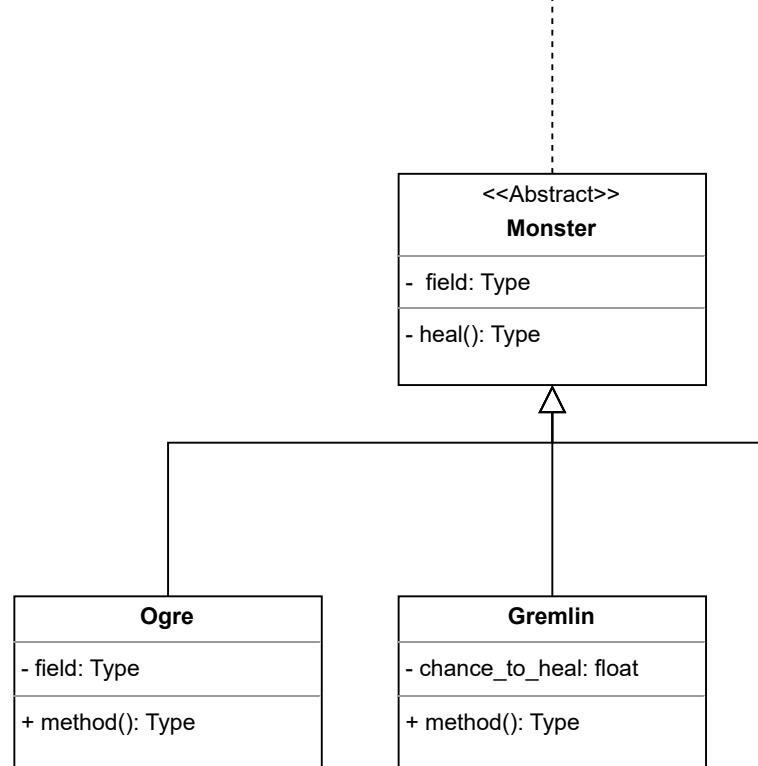 <<Abstract>>
Monster
- field: Type
- heal(): Type
Ogre
- field: Type
+ method(): Type
Gremlin
- chance_to_heal: float
+ method(): Type